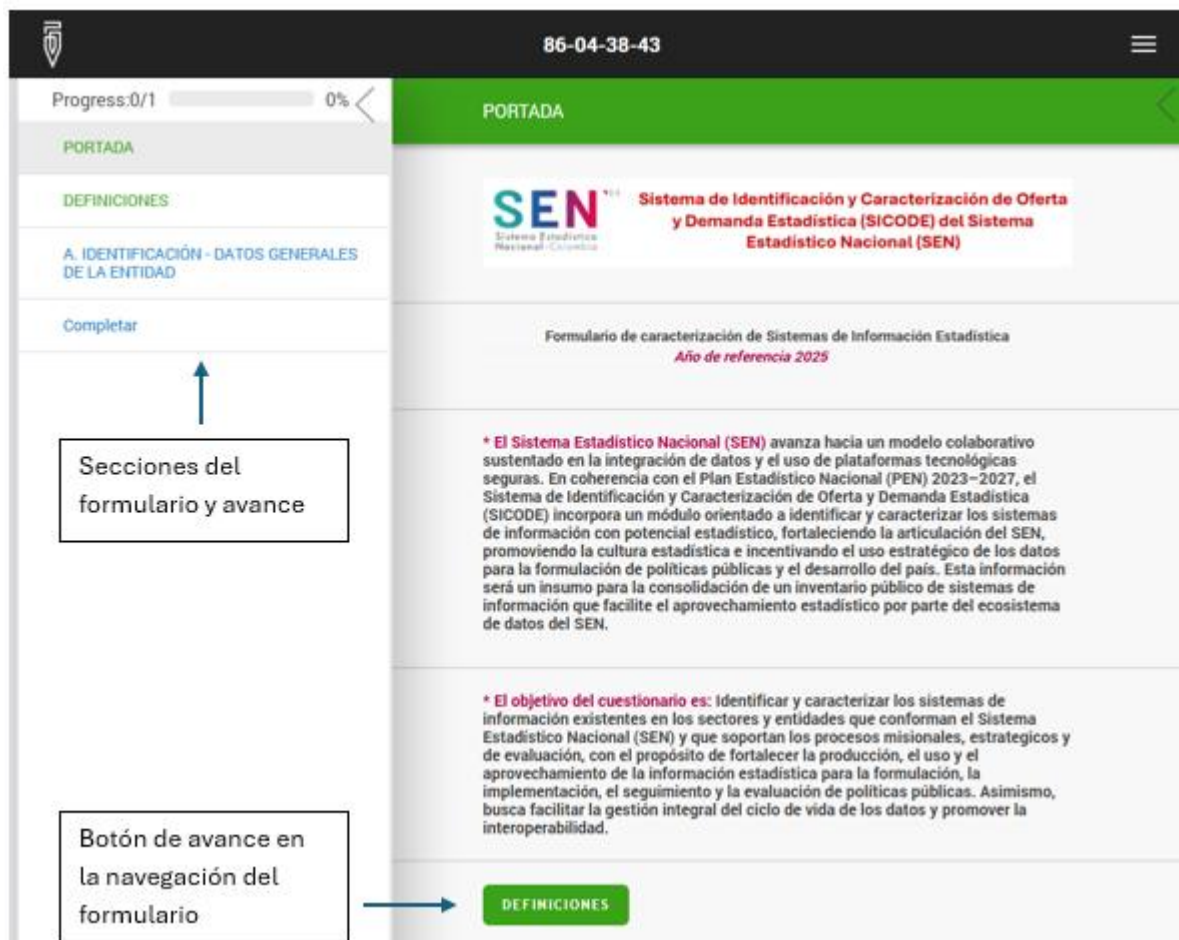 86-04-38-43
Progress:0/1
0%
PORTADA
DEFINICIONES
A. IDENTIFICACIÓN - DATOS GENERALES
DE LA ENTIDAD
Completar
Secciones del
formulario y avance
Botón de avance en
la navegación del
formulario
PORTADA
SEN
Sistema Estadístico
Nacional - Colombia
Sistema de Identificación y Caracterización de Oferta
y Demanda Estadística (SICODE) del Sistema
Estadístico Nacional (SEN)
Formulario de caracterización de Sistemas de Información Estadística
Año de referencia 2025
* El Sistema Estadístico Nacional (SEN) avanza hacia un modelo colaborativo
sustentado en la integración de datos y el uso de plataformas tecnológicas
seguras. En coherencia con el Plan Estadístico Nacional (PEN) 2023–2027, el
Sistema de Identificación y Caracterización de Oferta y Demanda Estadística
(SICODE) incorpora un módulo orientado a identificar y caracterizar los sistemas
de información con potencial estadístico, fortaleciendo la articulación del SEN,
promoviendo la cultura estadística e incentivando el uso estratégico de los datos
para la formulación de políticas públicas y el desarrollo del país. Esta información
será un insumo para la consolidación de un inventario público de sistemas de
información que facilite el aprovechamiento estadístico por parte del ecosistema
de datos del SEN.
* El objetivo del cuestionario es: Identificar y caracterizar los sistemas de
información existentes en los sectores y entidades que conforman el Sistema
Estadístico Nacional (SEN) y que soportan los procesos misionales, estrategicos y
de evaluación, con el propósito de fortalecer la producción, el uso y el
aprovechamiento de la información estadística para la formulación, la
implementación, el seguimiento y la evaluación de políticas públicas. Asimismo,
busca facilitar la gestión integral del ciclo de vida de los datos y promover la
interoperabilidad.
DEFINICIONES